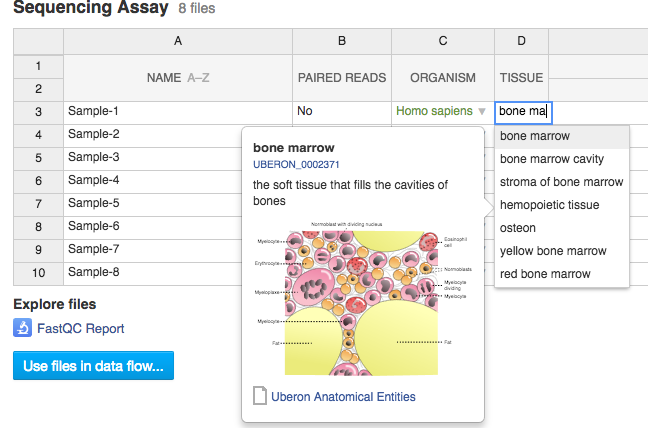 Sequencing Assay 8 files
A B C D
1
2
NAME A–Z PAIRED READS ORGANISM TISSUE
3 Sample-1 No Homo sapiens bone ma
4 Sample-2
5 Sample-3
6 Sample-4
7 Sample-5
8 Sample-6
9 Sample-7
10 Sample-8
bone marrow
bone marrow cavity
stroma of bone marrow
hemopoietic tissue
osteon
yellow bone marrow
red bone marrow
bone marrow
UBERON_0002371
the soft tissue that fills the cavities of
bones
Normoblast with dividing nucleus
Myelocyte
Erythrocyte
Myeloplaxe
Myelocyte
Fat
Eosinophil
cell
Normoblasts
Myelocyte
dividing
Myelocyte
Fat
Uberon Anatomical Entities
Explore files
FastQC Report
Use files in data flow...